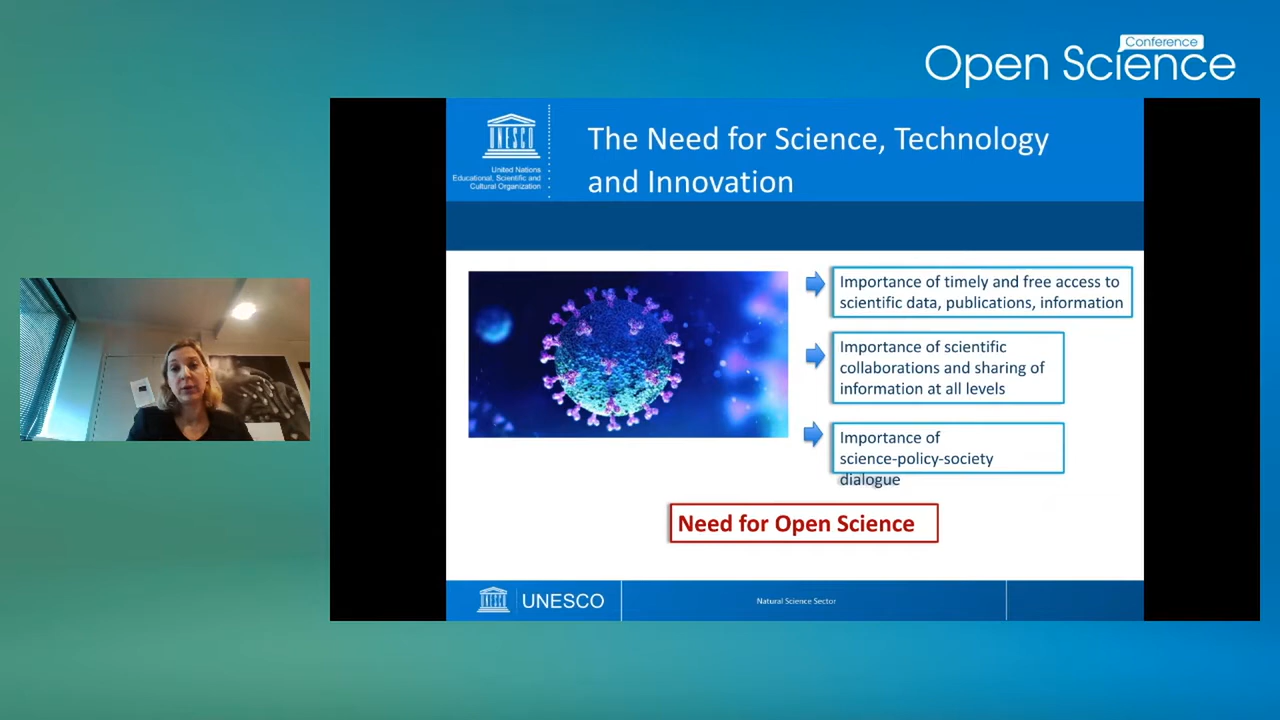 Conference
Open Science
UNESCO
United Nations
Educational, Scientific and
Cultural Organization
The Need for Science, Technology
and Innovation
Importance of timely and free access to
scientific data, publications, information
Importance of scientific
collaborations and sharing of
information at all levels
Importance of
science-policy-society
dialogue
Need for Open Science
UNESCO
UNESCO
Natural Science Sector